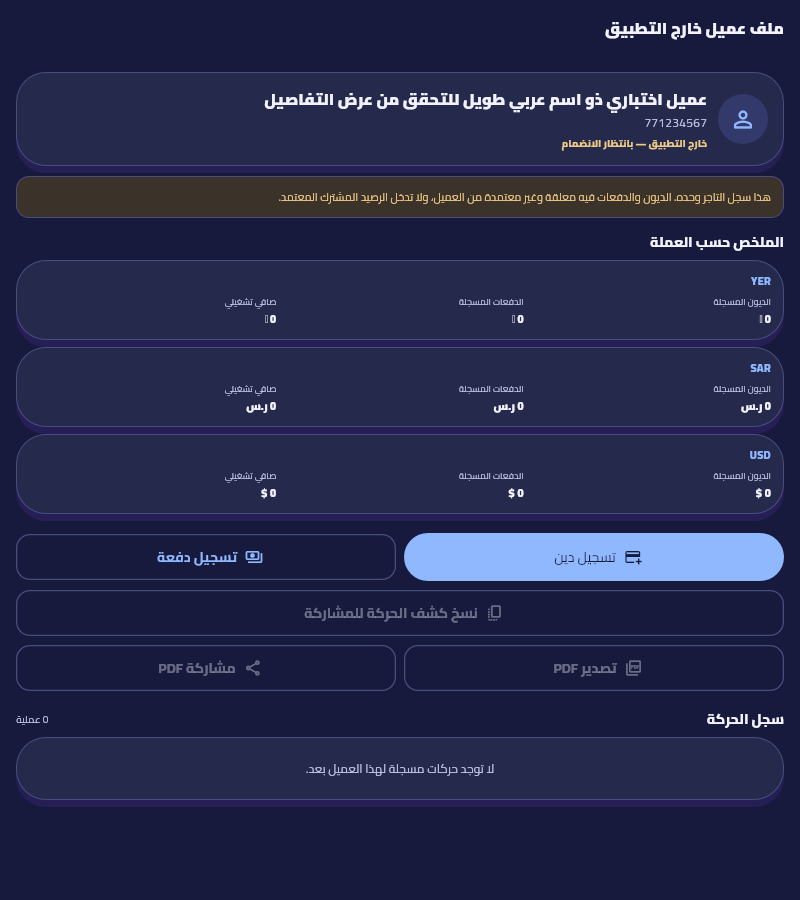 ملف عميل خارج التطبيق
عميل اختباري ذو اسم عربي طويل للتحقق من عرض التفاصيل
771234567
خارج التطبيق — بانتظار الانضمام
هذا سجل التاجر وحده. الديون والدفعات فيه معلقة وغير معتمدة من العميل، ولا تدخل الرصيد المشترك المعتمد.
الملخص حسب العملة
YER
الديون المسجلة الدفعات المسجلة صافي تشغيلي
0 0 0
SAR
الديون المسجلة الدفعات المسجلة صافي تشغيلي
0 ر.س 0 ر.س 0 ر.س
USD
الديون المسجلة الدفعات المسجلة صافي تشغيلي
0 $ 0 $ 0 $
تسجيل دين تسجيل دفعة
نسخ كشف الحركة للمشاركة
تصدير PDF مشاركة PDF
سجل الحركة 0 عملية
لا توجد حركات مسجلة لهذا العميل بعد.